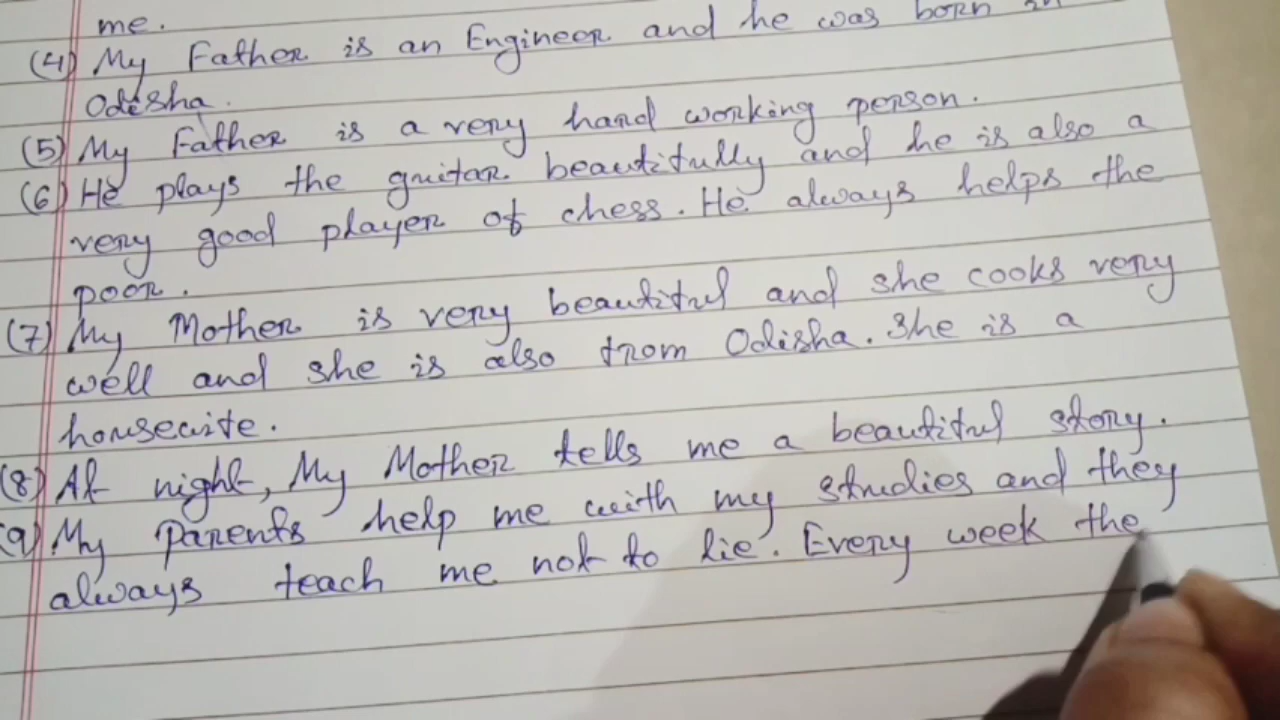 me.
(4) My Father is an Engineer and he was born in
Odisha.
(5) My Father is a very hard working person.
(6) He plays the guitar beautifully and he is also a
very good player of chess. He always helps the
poor.
(7) My Mother is very beautiful and she cooks very
well and she is also from Odisha. She is a
housewife.
(8) At night, My Mother tells me a beautiful story.
(9) My parents help me with my studies and they
always teach me not to lie. Every week the